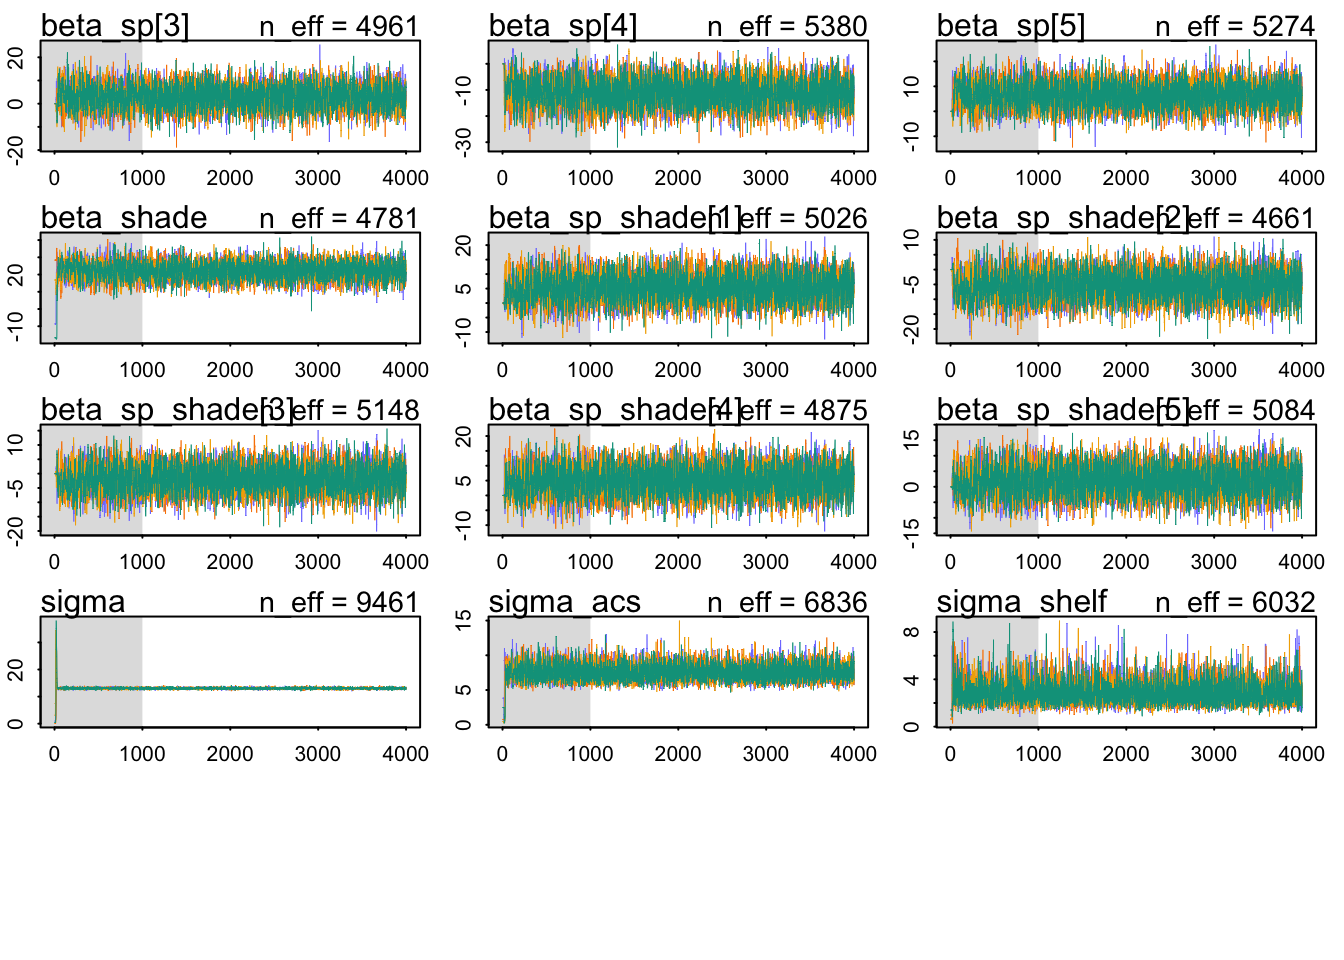 beta_sp[3] n_eff = 4961 beta_sp[4] n_eff = 5380 beta_sp[5] n_eff = 5274
-20 0 20 -30 -10 -10 10
0 1000 2000 3000 4000 0 1000 2000 3000 4000 0 1000 2000 3000 4000
beta_shade n_eff = 4781 beta_sp_shade[1] n_eff = 5026 beta_sp_shade[2] n_eff = 4661
-10 20 -10 5 20 -20 -5 10
0 1000 2000 3000 4000 0 1000 2000 3000 4000 0 1000 2000 3000 4000
beta_sp_shade[3] n_eff = 5148 beta_sp_shade[4] n_eff = 4875 beta_sp_shade[5] n_eff = 5084
-20 -5 10 -10 5 20 -15 0 15
0 1000 2000 3000 4000 0 1000 2000 3000 4000 0 1000 2000 3000 4000
sigma n_eff = 9461 sigma_acs n_eff = 6836 sigma_shelf n_eff = 6032
0 20 0 5 15 0 4 8
0 1000 2000 3000 4000 0 1000 2000 3000 4000 0 1000 2000 3000 4000